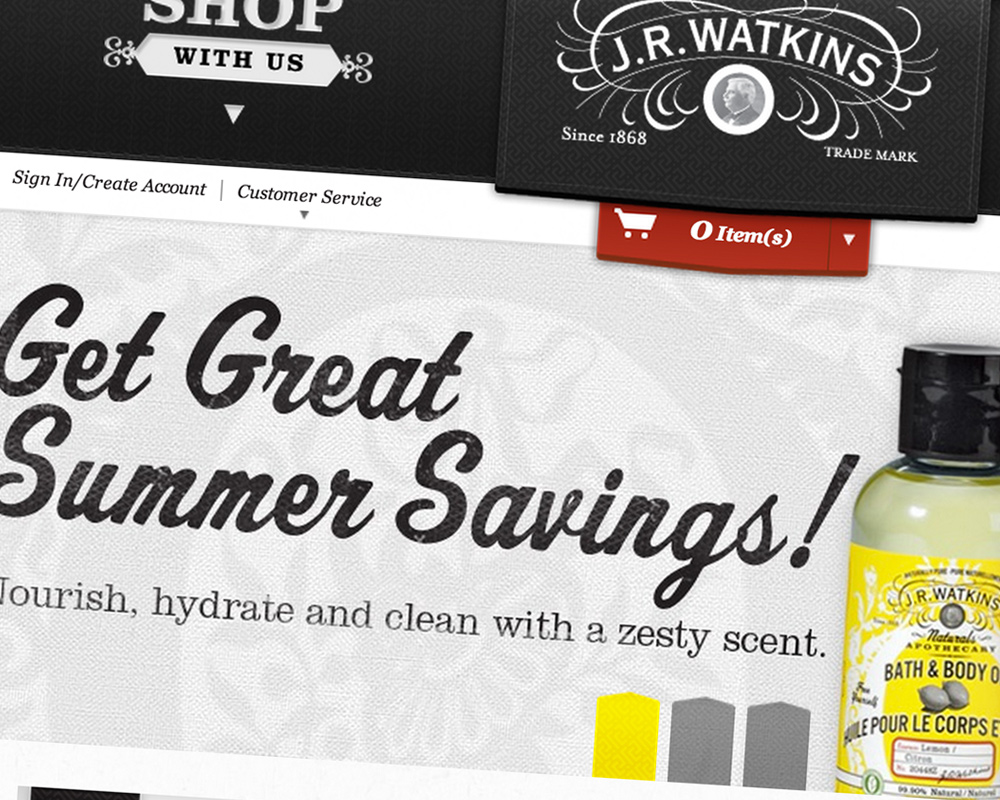 SHOP
WITH US
J.R. WATKINS
Since 1868
TRADE MARK
Sign In/Create Account | Customer Service
0 Item(s)
Get Great
Summer Savings!
Nourish, hydrate and clean with a zesty scent.
J.R. WATKINS
Naturals
APOTHECARY
BATH & BODY O
Lemon /
Citron
POUR LE CORPS E
99.90% Natural / Natural